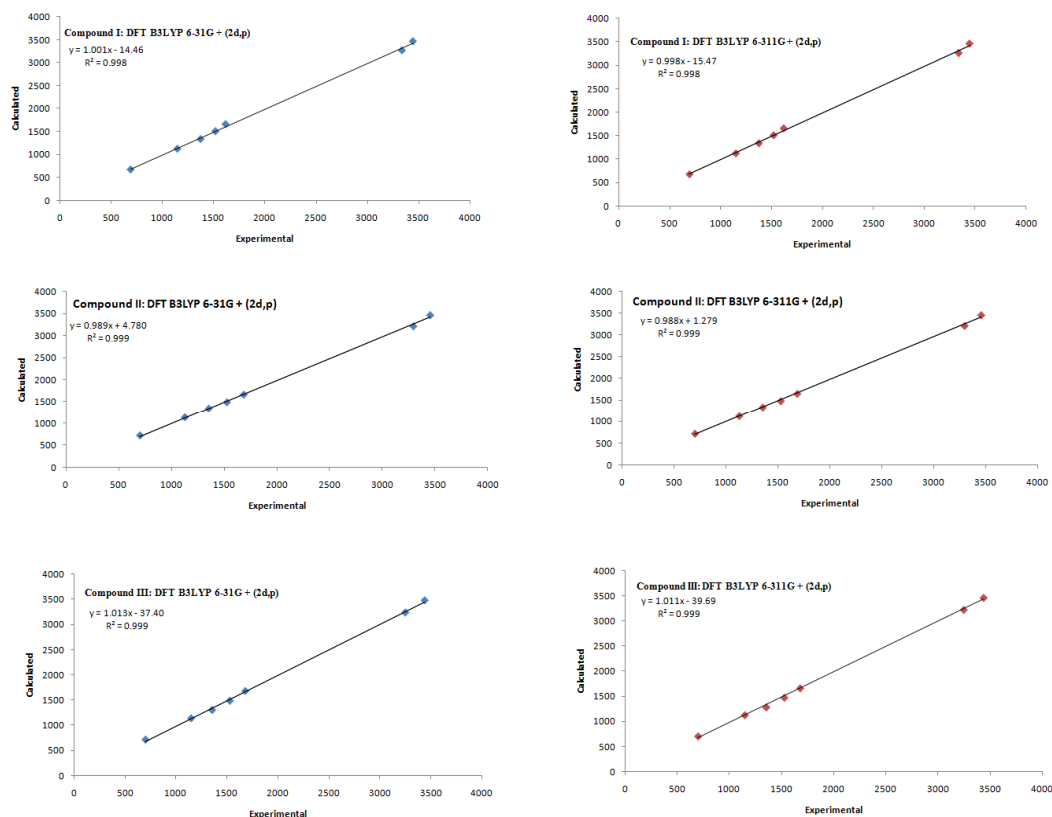 Compound I: DFT B3LYP 6-31G + (2d,p)
y = 1.001x - 14.46
R² = 0.998
Calculated
4000
3500
3000
2500
2000
1500
1000
500
0
0 500 1000 1500 2000 2500 3000 3500 4000
Experimental
Compound I: DFT B3LYP 6-311G + (2d,p)
y = 0.998x - 15.47
R² = 0.998
Calculated
4000
3500
3000
2500
2000
1500
1000
500
0
0 500 1000 1500 2000 2500 3000 3500 4000
Experimental
Compound II: DFT B3LYP 6-31G + (2d,p)
y = 0.989x + 4.780
R² = 0.999
Calculated
4000
3500
3000
2500
2000
1500
1000
500
0
0 500 1000 1500 2000 2500 3000 3500 4000
Experimental
Compound II: DFT B3LYP 6-311G + (2d,p)
y = 0.988x + 1.279
R² = 0.999
Calculated
4000
3500
3000
2500
2000
1500
1000
500
0
0 500 1000 1500 2000 2500 3000 3500 4000
Experimental
Compound III: DFT B3LYP 6-31G + (2d,p)
y = 1.013x - 37.40
R² = 0.999
Calculated
4000
3500
3000
2500
2000
1500
1000
500
0
0 500 1000 1500 2000 2500 3000 3500 4000
Experimental
Compound III: DFT B3LYP 6-311G + (2d,p)
y = 1.011x - 39.69
R² = 0.999
Calculated
4000
3500
3000
2500
2000
1500
1000
500
0
0 500 1000 1500 2000 2500 3000 3500 4000
Experimental